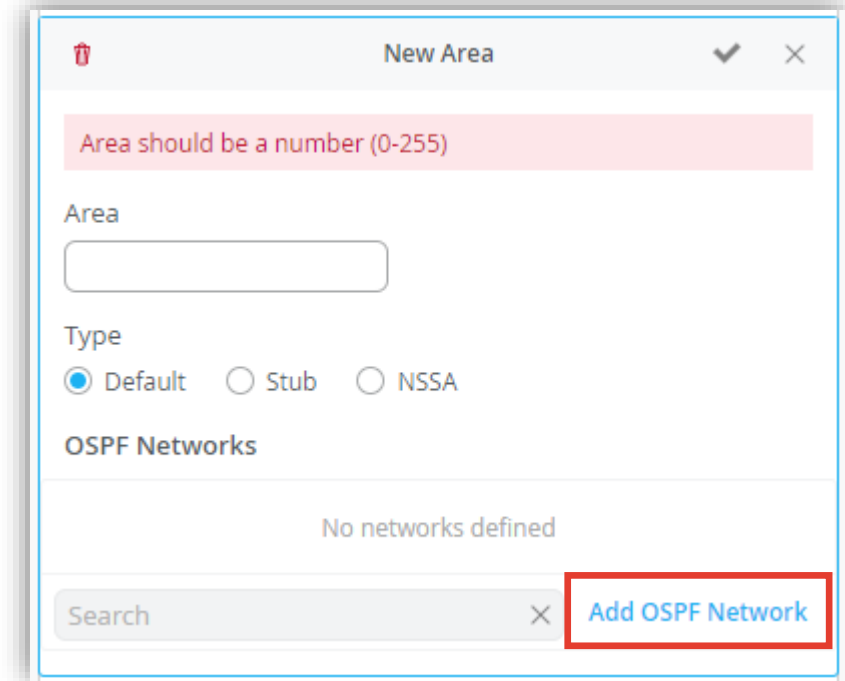 New Area
Area should be a number (0-255)
Area
Type
Default Stub NSSA
OSPF Networks
No networks defined
Search Add OSPF Network